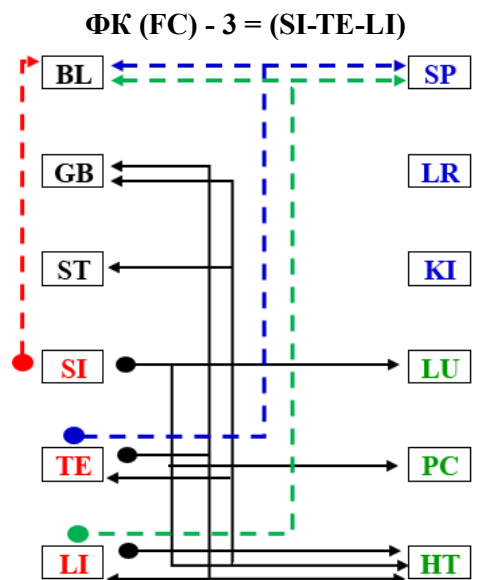 ФК (FC) - 3 = (SI-TE-LI)
BL SP
GB LR
ST KI
SI LU
TE PC
LI HT